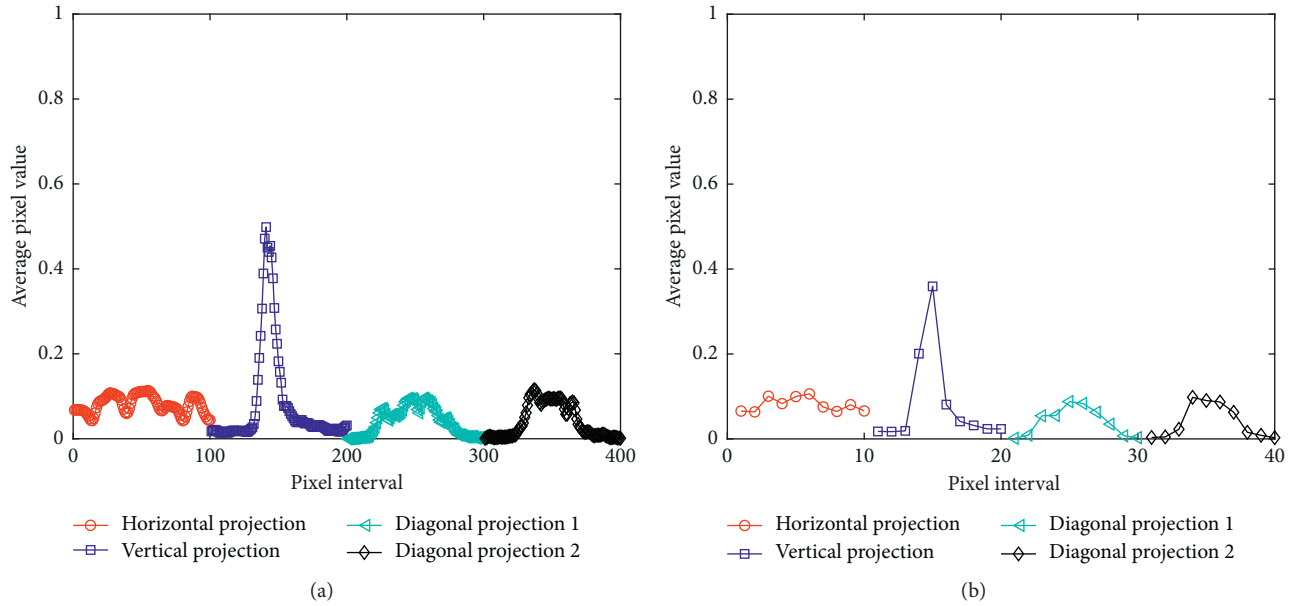 1
0.8
0.6
0.4
0.2
0
Average pixel value
0 100 200 300 400
Pixel interval
Horizontal projection
Vertical projection
Diagonal projection 1
Diagonal projection 2
(a)
1
0.8
0.6
0.4
0.2
0
Average pixel value
0 10 20 30 40
Pixel interval
Horizontal projection
Vertical projection
Diagonal projection 1
Diagonal projection 2
(b)